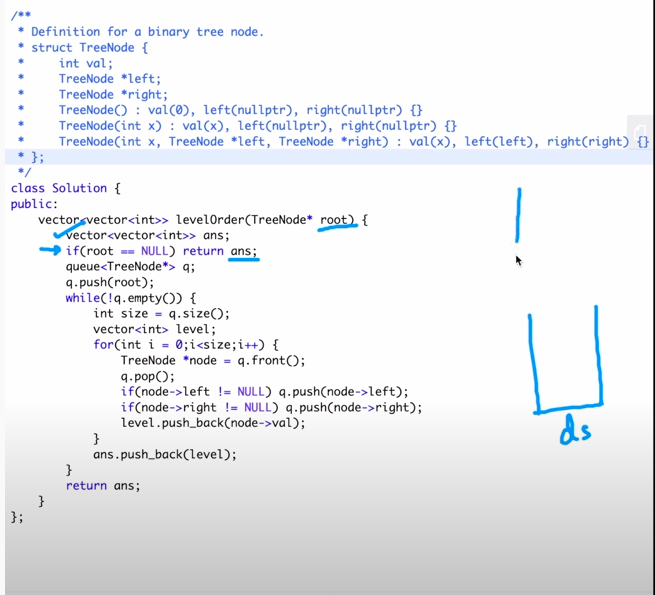 /**
 * Definition for a binary tree node.
 * struct TreeNode {
 *     int val;
 *     TreeNode *left;
 *     TreeNode *right;
 *     TreeNode() : val(0), left(nullptr), right(nullptr) {}
 *     TreeNode(int x) : val(x), left(nullptr), right(nullptr) {}
 *     TreeNode(int x, TreeNode *left, TreeNode *right) : val(x), left(left), right(right) {}
 * };
 */
class Solution {
public:
    vector<vector<int>> levelOrder(TreeNode* root) {
        vector<vector<int>> ans;
        if(root == NULL) return ans;
        queue<TreeNode*> q;
        q.push(root);
        while(!q.empty()) {
            int size = q.size();
            vector<int> level;
            for(int i = 0;i<size;i++) {
                TreeNode *node = q.front();
                q.pop();
                if(node->left != NULL) q.push(node->left);
                if(node->right != NULL) q.push(node->right);
                level.push_back(node->val);
            }
            ans.push_back(level);
        }
        return ans;
    }
};
ds